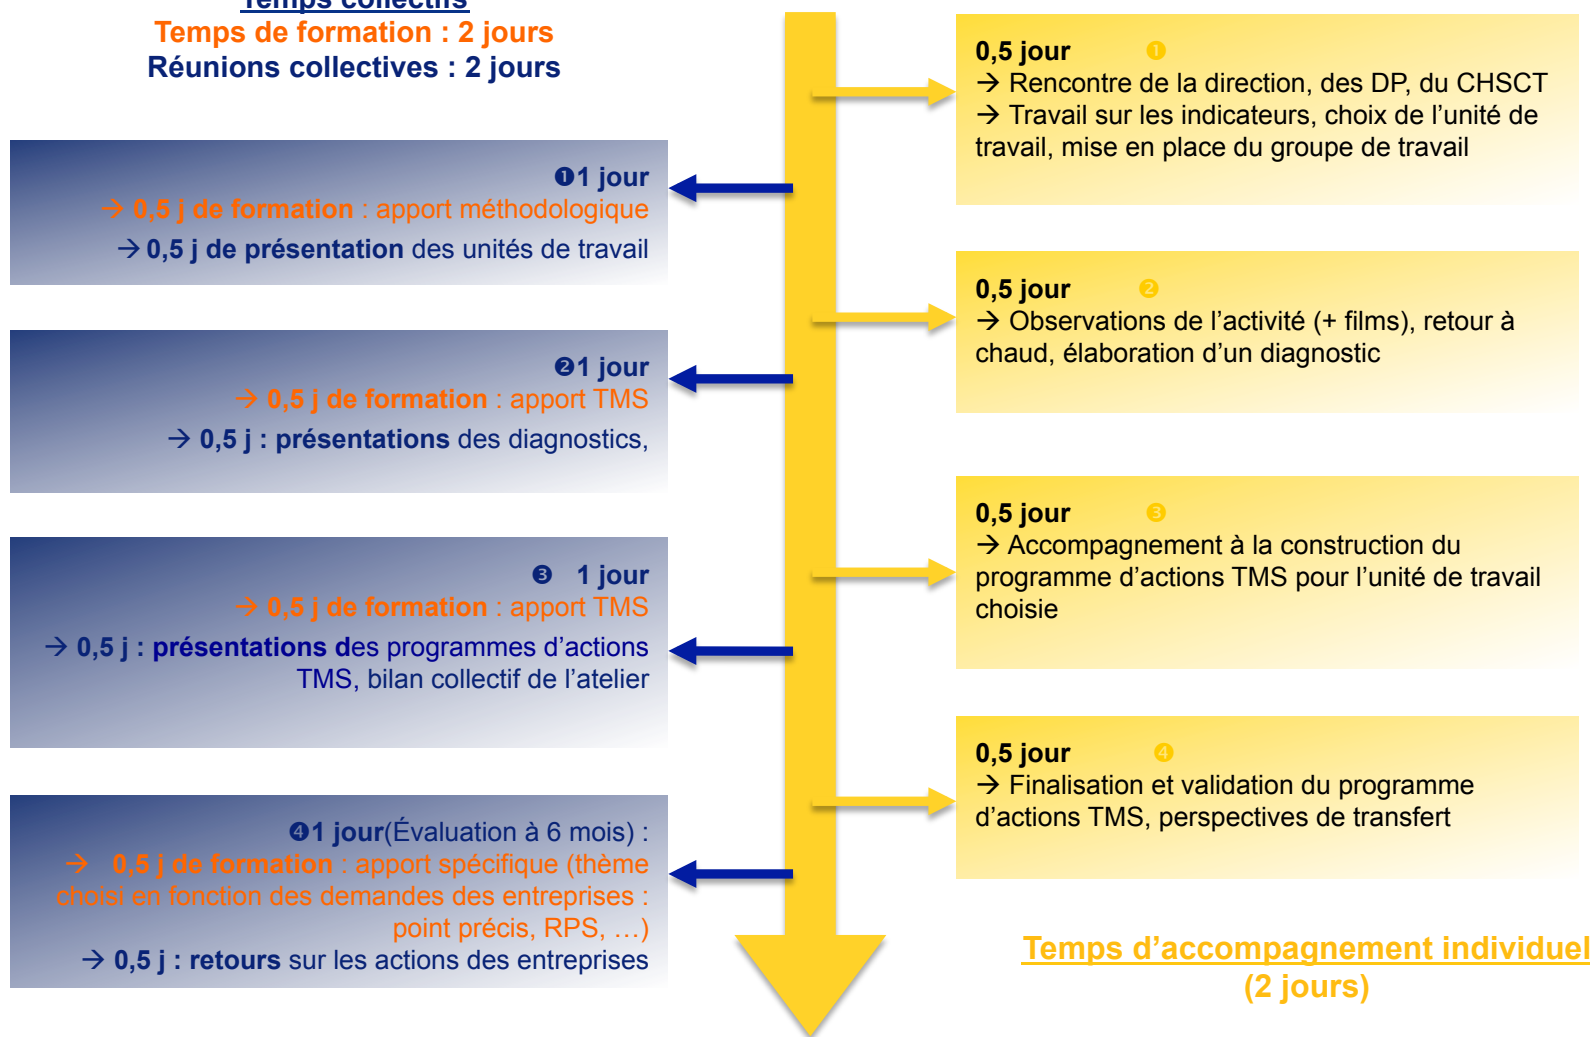 Temps collectifs
Temps de formation : 2 jours
Réunions collectives : 2 jours
❶1 jour
→ 0,5 j de formation : apport méthodologique
→ 0,5 j de présentation des unités de travail
❷1 jour
→ 0,5 j de formation : apport TMS
→ 0,5 j : présentations des diagnostics,
❸ 1 jour
→ 0,5 j de formation : apport TMS
→ 0,5 j : présentations des programmes d’actions
TMS, bilan collectif de l’atelier
❹1 jour(Évaluation à 6 mois) :
→ 0,5 j de formation : apport spécifique (thème
choisi en fonction des demandes des entreprises :
point précis, RPS, …)
→ 0,5 j : retours sur les actions des entreprises
0,5 jour ❶
→ Rencontre de la direction, des DP, du CHSCT
→ Travail sur les indicateurs, choix de l’unité de
travail, mise en place du groupe de travail
0,5 jour ❷
→ Observations de l’activité (+ films), retour à
chaud, élaboration d’un diagnostic
0,5 jour ❸
→ Accompagnement à la construction du
programme d’actions TMS pour l’unité de travail
choisie
0,5 jour ❹
→ Finalisation et validation du programme
d’actions TMS, perspectives de transfert
Temps d’accompagnement individuel
(2 jours)